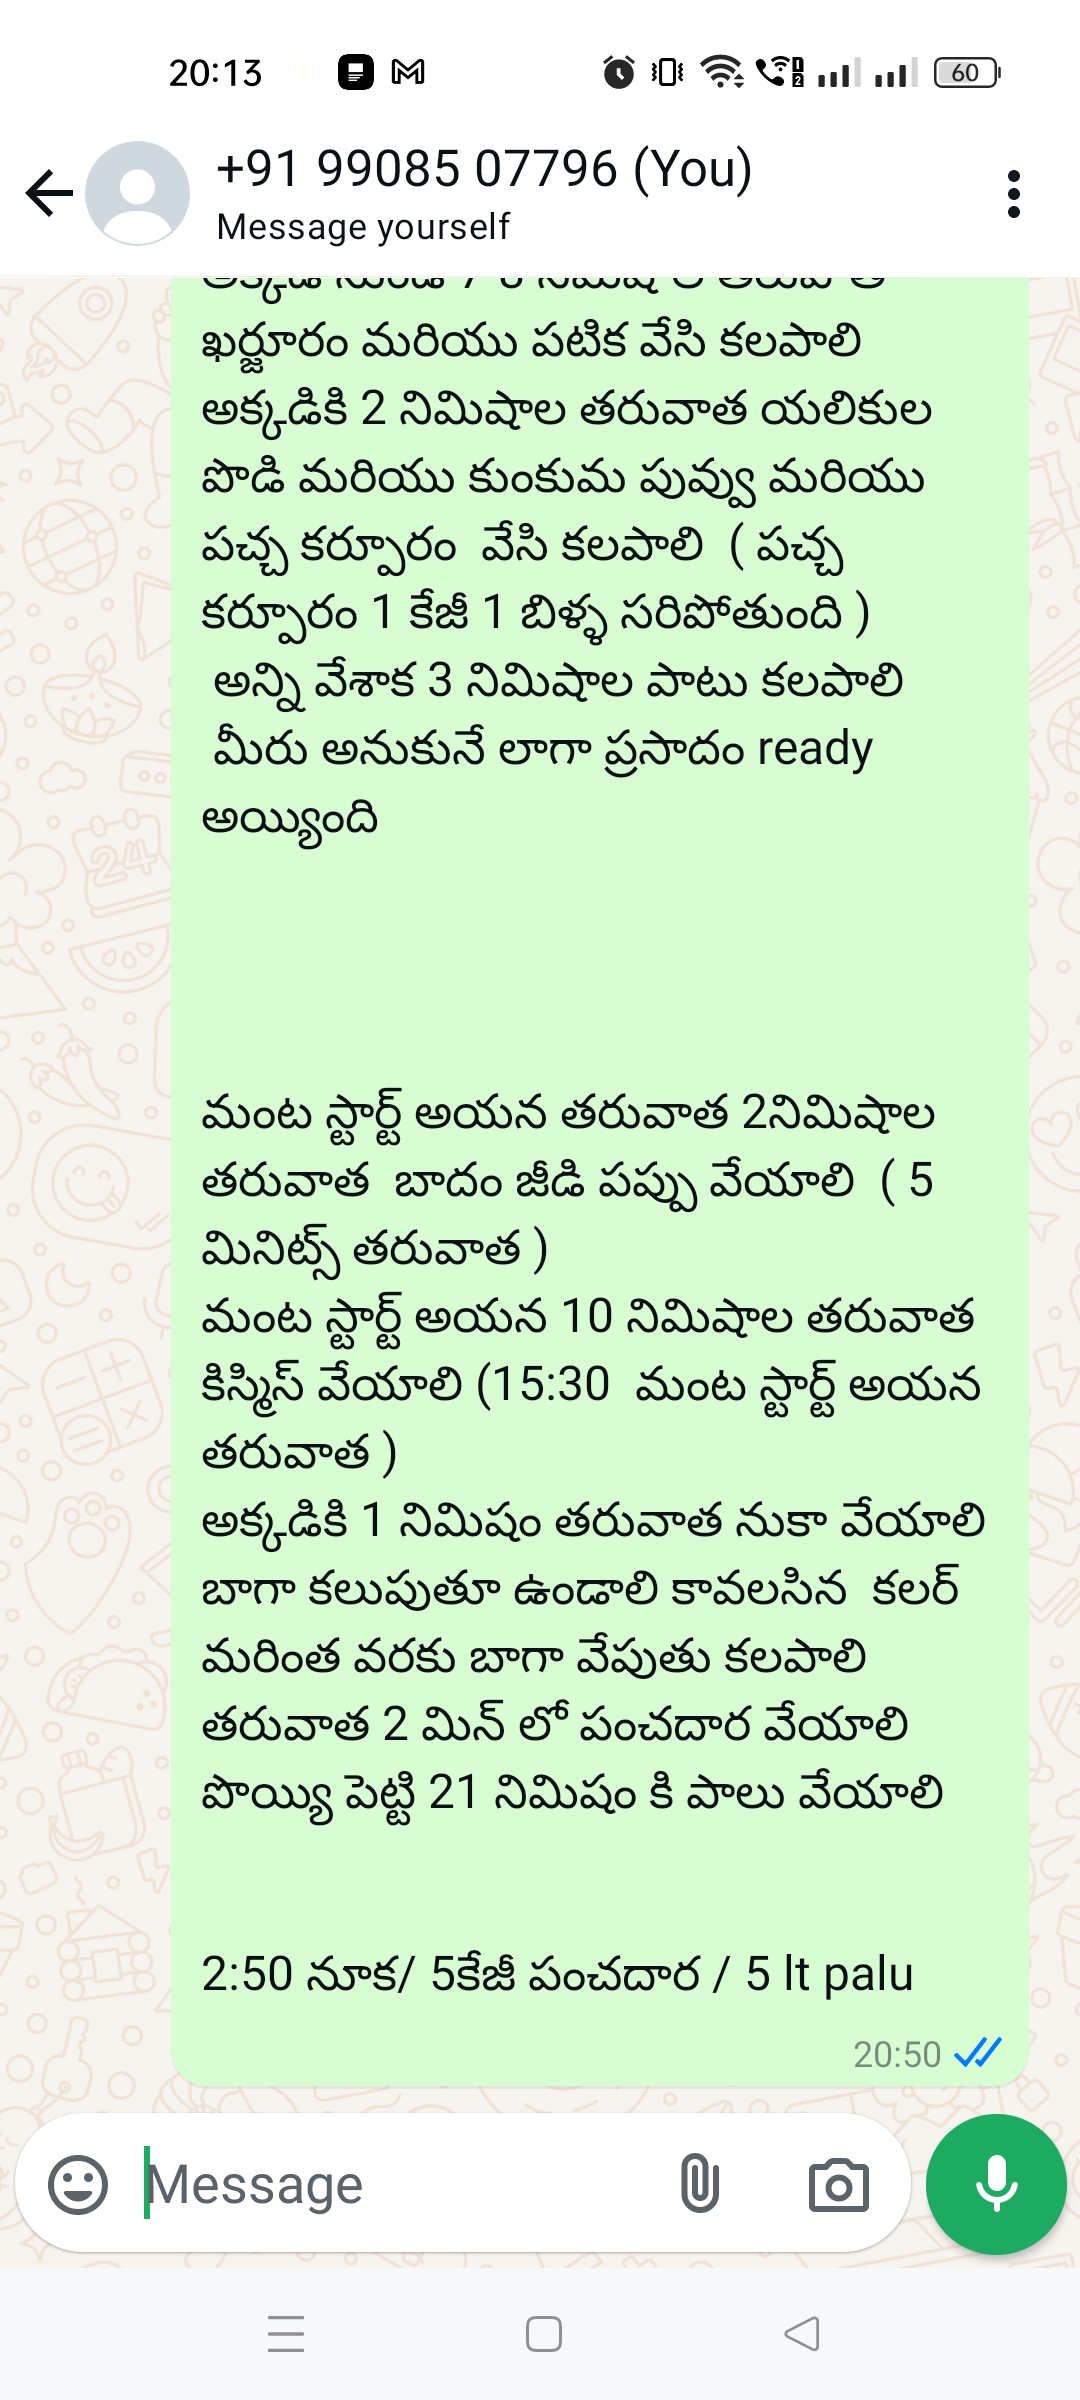 20:13
60
+91 99085 07796 (You)
Message yourself
ఖర్జూరం మరియు పటిక వేసి కలపాలి
అక్కడికి 2 నిమిషాల తరువాత యలికుల
పొడి మరియు కుంకుమ పువ్వు మరియు
పచ్చ కర్పూరం  వేసి కలపాలి  ( పచ్చ
కర్పూరం 1 కేజీ 1 బిళ్ళ సరిపోతుంది )
అన్ని వేశాక 3 నిమిషాల పాటు కలపాలి
మీరు అనుకునే లాగా ప్రసాదం ready
అయ్యింది
మంట స్టార్ట్ అయన తరువాత 2నిమిషాల
తరువాత  బాదం జీడి పప్పు వేయాలి  ( 5
మినిట్స్ తరువాత )
మంట స్టార్ట్ అయన 10 నిమిషాల తరువాత
కిస్మిస్ వేయాలి (15:30  మంట స్టార్ట్ అయన
తరువాత )
అక్కడికి 1 నిమిషం తరువాత నుకా వేయాలి
బాగా కలుపుతూ ఉండాలి కావలసిన  కలర్
మరింత వరకు బాగా వేపుతు కలపాలి
తరువాత 2 మిన్ లో పంచదార వేయాలి
పొయ్యి పెట్టి 21 నిమిషం కి పాలు వేయాలి
2:50 నూక/ 5కేజీ పంచదార / 5 lt palu
20:50
Message